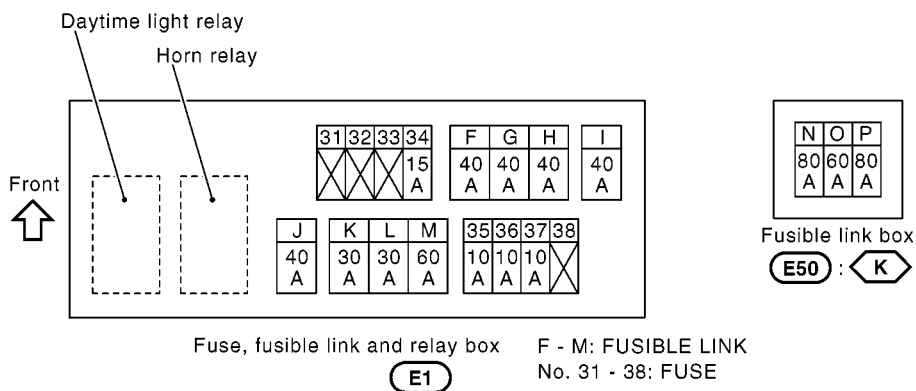 Daytime light relay
Horn relay
Front
31 32 33 34
15 A
F G H
40 A 40 A 40 A
I
40 A
J
40 A
K L M
30 A 30 A 60 A
35 36 37 38
10 A 10 A 10 A
N O P
80 A 60 A 80 A
Fusible link box
E50 : K
Fuse, fusible link and relay box
E1
F - M: FUSIBLE LINK
No. 31 - 38: FUSE